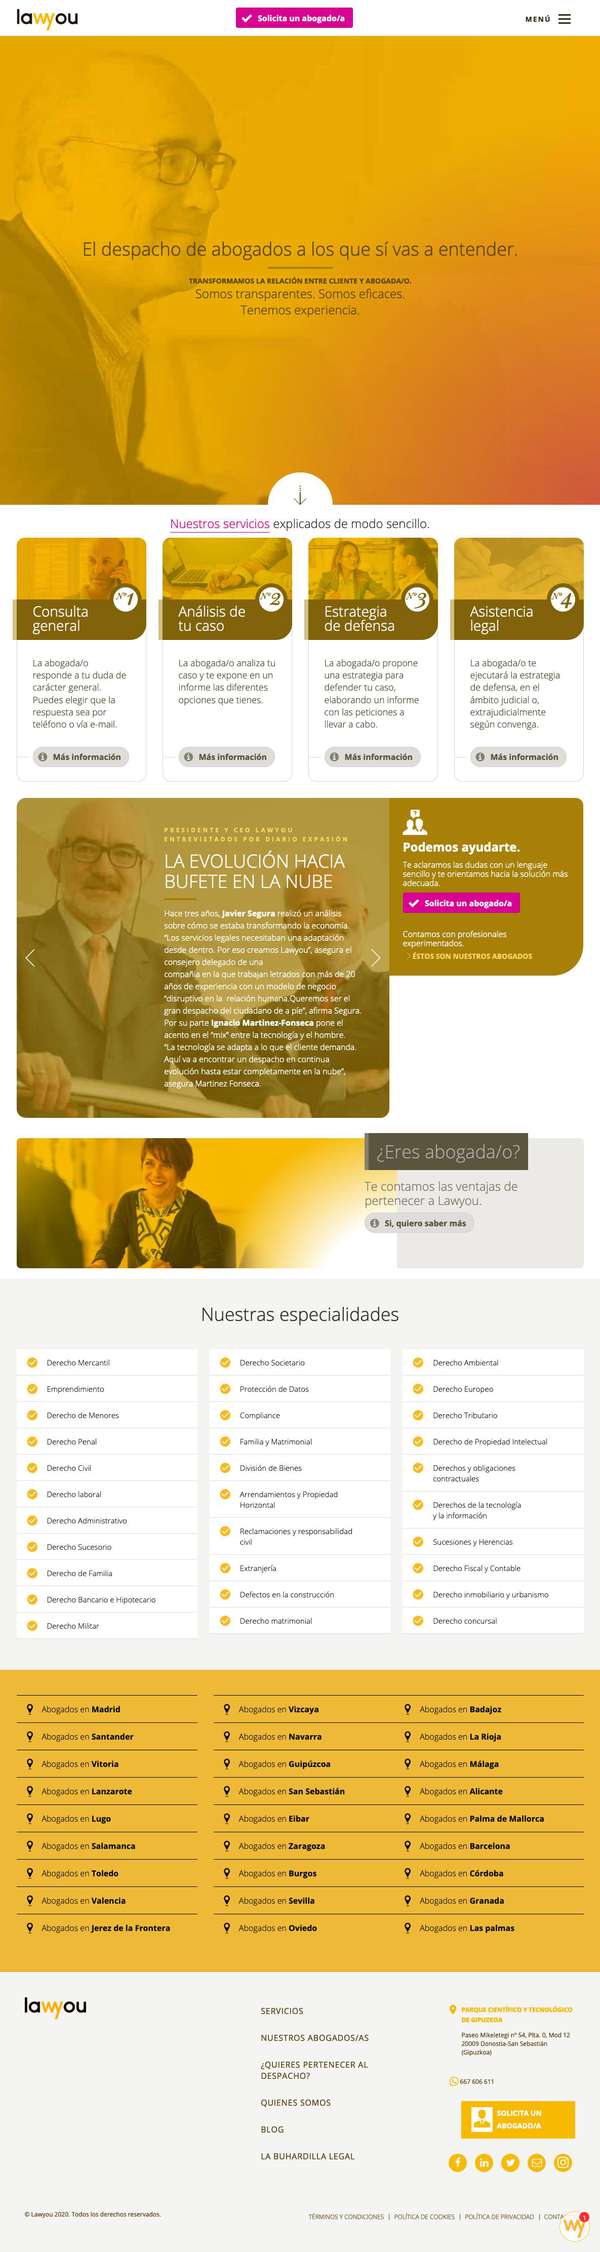 lawyou
Solicita un abogado/a
MENÚ
El despacho de abogados a los que sí vas a entender.
TRANSFORMAMOS LA RELACIÓN ENTRE CLIENTE Y ABOGADA/O.
Somos transparentes. Somos eficaces.
Tenemos experiencia.
Nuestros servicios explicados de modo sencillo.
Nº1
Consulta
general
La abogada/o
responde a tu duda de
carácter general.
Puedes elegir que la
respuesta sea por
teléfono o vía e-mail.
Más información
Nº2
Análisis de
tu caso
La abogada/o analiza tu
caso y te expone en un
informe las diferentes
opciones que tienes.
Más información
Nº3
Estrategia
de defensa
La abogada/o propone
una estrategia para
defender tu caso,
elaborando un informe
con las peticiones a
llevar a cabo.
Más información
Nº4
Asistencia
legal
La abogada/o te
ejecutará la estrategia
de defensa, en el
ámbito judicial o,
extrajudicialmente
según convenga.
Más información
PRESIDENTE Y CEO LAWYOU
ENTREVISTADOS POR DIARIO EXPASIÓN
LA EVOLUCIÓN HACIA
BUFETE EN LA NUBE
Hace tres años, Javier Segura realizó un análisis
sobre cómo se estaba transformando la economía.
"Los servicios legales necesitaban una adaptación
desde dentro. Por eso creamos Lawyou", asegura el
consejero delegado de una
compañía en la que trabajan letrados con más de 20
años de experiencia con un modelo de negocio
"disruptivo en la relación humana.Queremos ser el
gran despacho del ciudadano de a pie", afirma Segura.
Por su parte Ignacio Martinez-Fonseca pone el
acento en el "mix" entre la tecnología y el hombre.
"La tecnología se adapta a lo que el cliente demanda.
Aquí va a encontrar un despacho en continua
evolución hasta estar completamente en la nube",
asegura Martinez Fonseca.
Podemos ayudarte.
Te aclaramos las dudas con un lenguaje
sencillo y te orientamos hacia la solución más
adecuada.
Solicita un abogado/a
Contamos con profesionales
experimentados.
ÉSTOS SON NUESTROS ABOGADOS
¿Eres abogada/o?
Te contamos las ventajas de
pertenecer a Lawyou.
Si, quiero saber más
Nuestras especialidades
Derecho Mercantil
Emprendimiento
Derecho de Menores
Derecho Penal
Derecho Civil
Derecho laboral
Derecho Administrativo
Derecho Sucesorio
Derecho de Familia
Derecho Bancario e Hipotecario
Derecho Militar
Derecho Societario
Protección de Datos
Compliance
Familia y Matrimonial
División de Bienes
Arrendamientos y Propiedad
Horizontal
Reclamaciones y responsabilidad
civil
Extranjería
Defectos en la construcción
Derecho matrimonial
Derecho Ambiental
Derecho Europeo
Derecho Tributario
Derecho de Propiedad Intelectual
Derechos y obligaciones
contractuales
Derechos de la tecnología
y la información
Sucesiones y Herencias
Derecho Fiscal y Contable
Derecho inmobiliario y urbanismo
Derecho concursal
Abogados en Madrid
Abogados en Santander
Abogados en Vitoria
Abogados en Lanzarote
Abogados en Lugo
Abogados en Salamanca
Abogados en Toledo
Abogados en Valencia
Abogados en Jerez de la Frontera
Abogados en Vizcaya
Abogados en Navarra
Abogados en Guipúzcoa
Abogados en San Sebastián
Abogados en Eibar
Abogados en Zaragoza
Abogados en Burgos
Abogados en Sevilla
Abogados en Oviedo
Abogados en Badajoz
Abogados en La Rioja
Abogados en Málaga
Abogados en Alicante
Abogados en Palma de Mallorca
Abogados en Barcelona
Abogados en Córdoba
Abogados en Granada
Abogados en Las palmas
lawyou
SERVICIOS
NUESTROS ABOGADOS/AS
¿QUIERES PERTENECER AL
DESPACHO?
QUIENES SOMOS
BLOG
LA BUHARDILLA LEGAL
PARQUE CIENTÍFICO Y TECNOLÓGICO
DE GIPUZKOA
Paseo Mikeletegi nº 54, Plta. 0, Mod 12
20009 Donostia-San Sebastián
(Gipuzkoa)
667 606 611
SOLICITA UN
ABOGADO/A
© Lawyou 2020. Todos los derechos reservados.
TÉRMINOS Y CONDICIONES | POLÍTICA DE COOKIES | POLÍTICA DE PRIVACIDAD | CONTA
wy
1